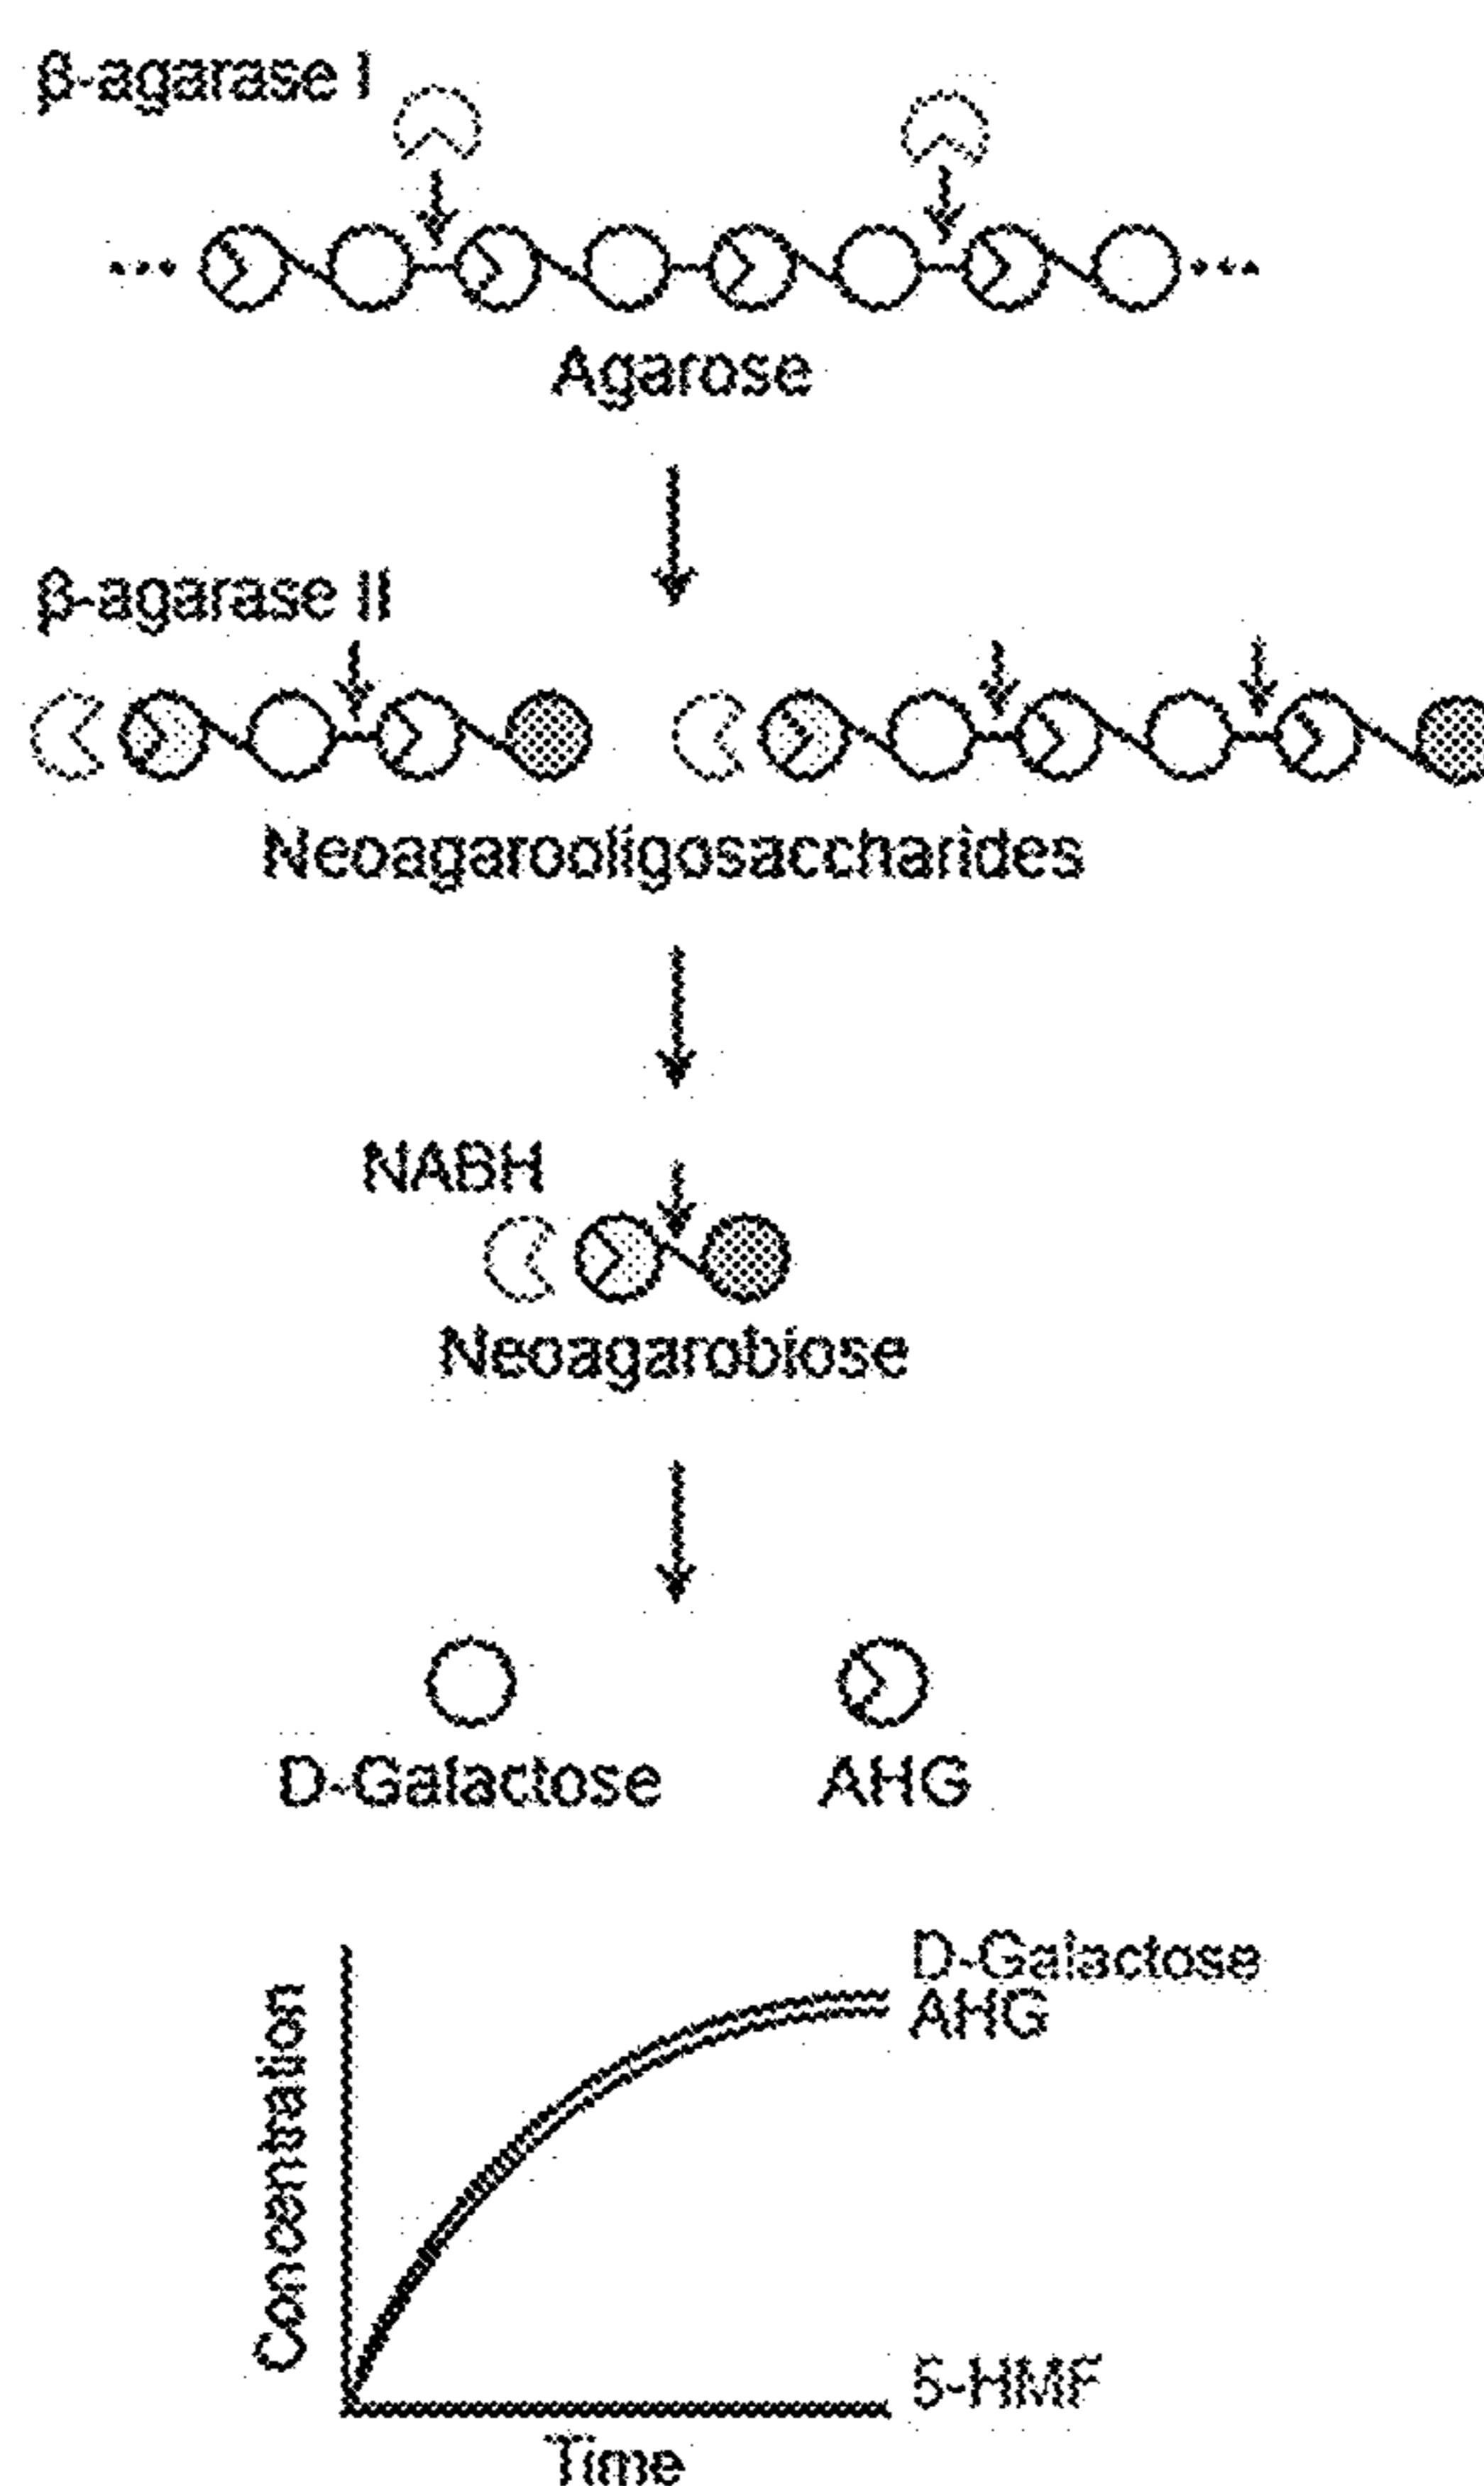 β-agarase I
Agarose
β-agarase II
Neoagarooligosaccharides
NABH
Neoagarobiose
D-Galactose AHG
D-Galactose
AHG
Concentration
5-HMF
Time